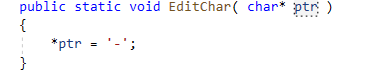 public static void EditChar( char* ptr )
{
    *ptr = '-';
}